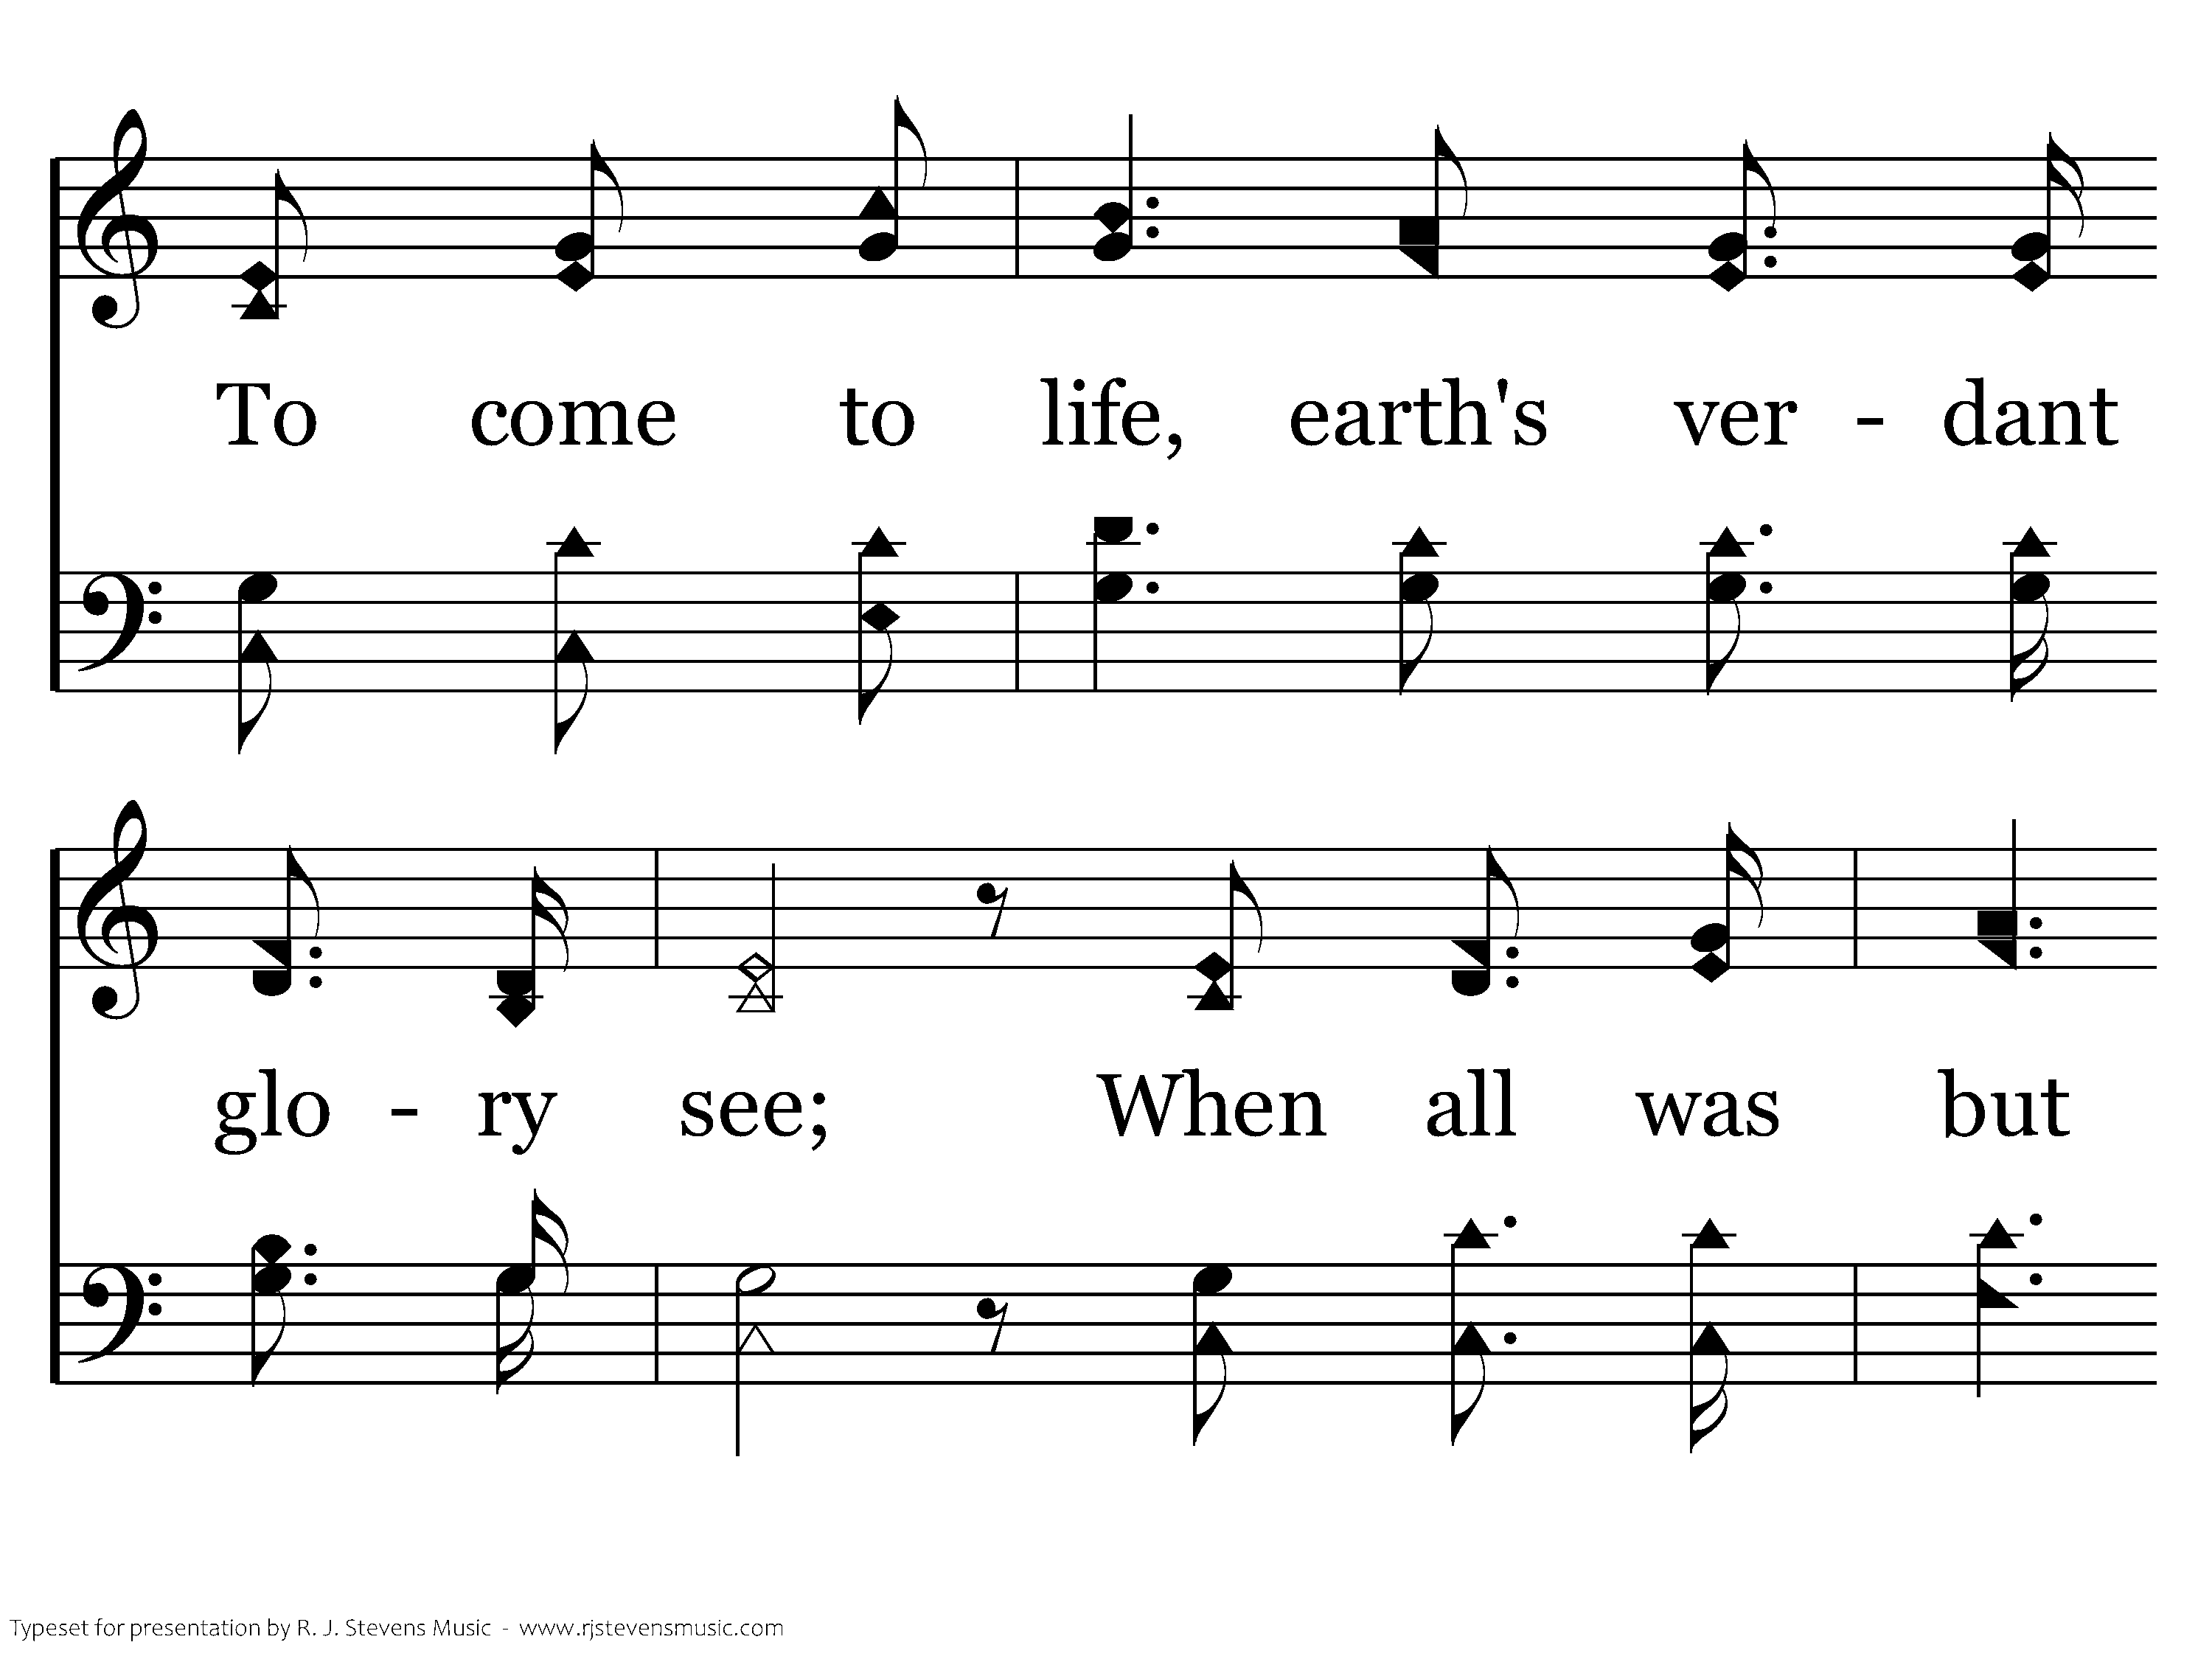 To come to life, earth's ver - dant
glo - ry see; When all was but
Typeset for presentation by R. J. Stevens Music - www.rjstevensmusic.com